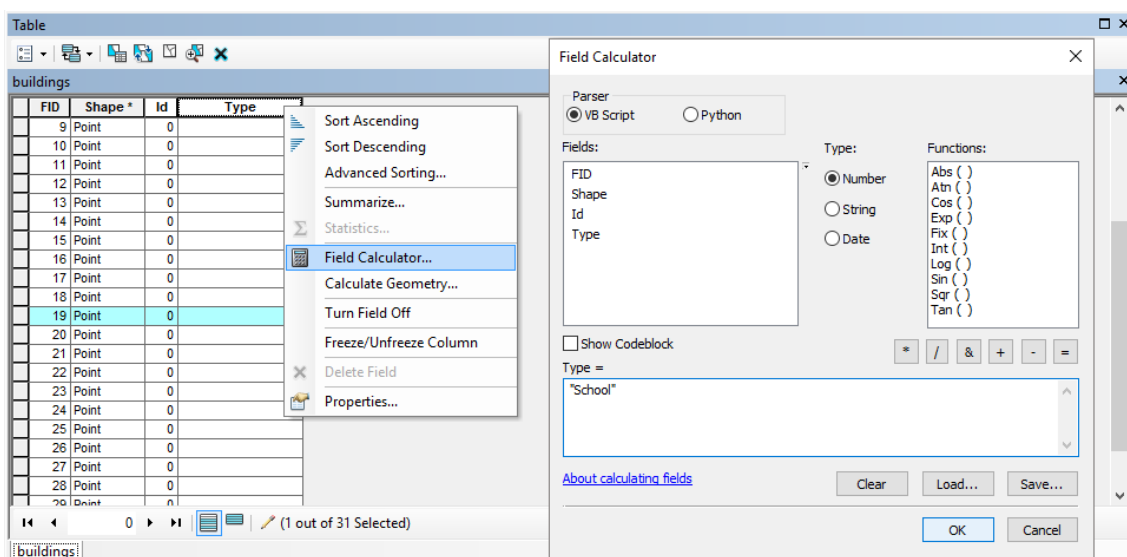 Table
buildings
FID Shape * Id Type
9 Point 0
10 Point 0
11 Point 0
12 Point 0
13 Point 0
14 Point 0
15 Point 0
16 Point 0
17 Point 0
18 Point 0
19 Point 0
20 Point 0
21 Point 0
22 Point 0
23 Point 0
24 Point 0
25 Point 0
26 Point 0
27 Point 0
28 Point 0
29 Point 0
Sort Ascending
Sort Descending
Advanced Sorting...
Summarize...
Σ Statistics...
Field Calculator...
Calculate Geometry...
Turn Field Off
Freeze/Unfreeze Column
Delete Field
Properties...
0 (1 out of 31 Selected)
buildings
Field Calculator
Parser
VB Script Python
Fields:
FID
Shape
Id
Type
Type:
Number
String
Date
Functions:
Abs ( )
Atn ( )
Cos ( )
Exp ( )
Fix ( )
Int ( )
Log ( )
Sin ( )
Sqr ( )
Tan ( )
Show Codeblock
* / & + - =
Type =
"School"
About calculating fields
Clear Load... Save...
OK Cancel